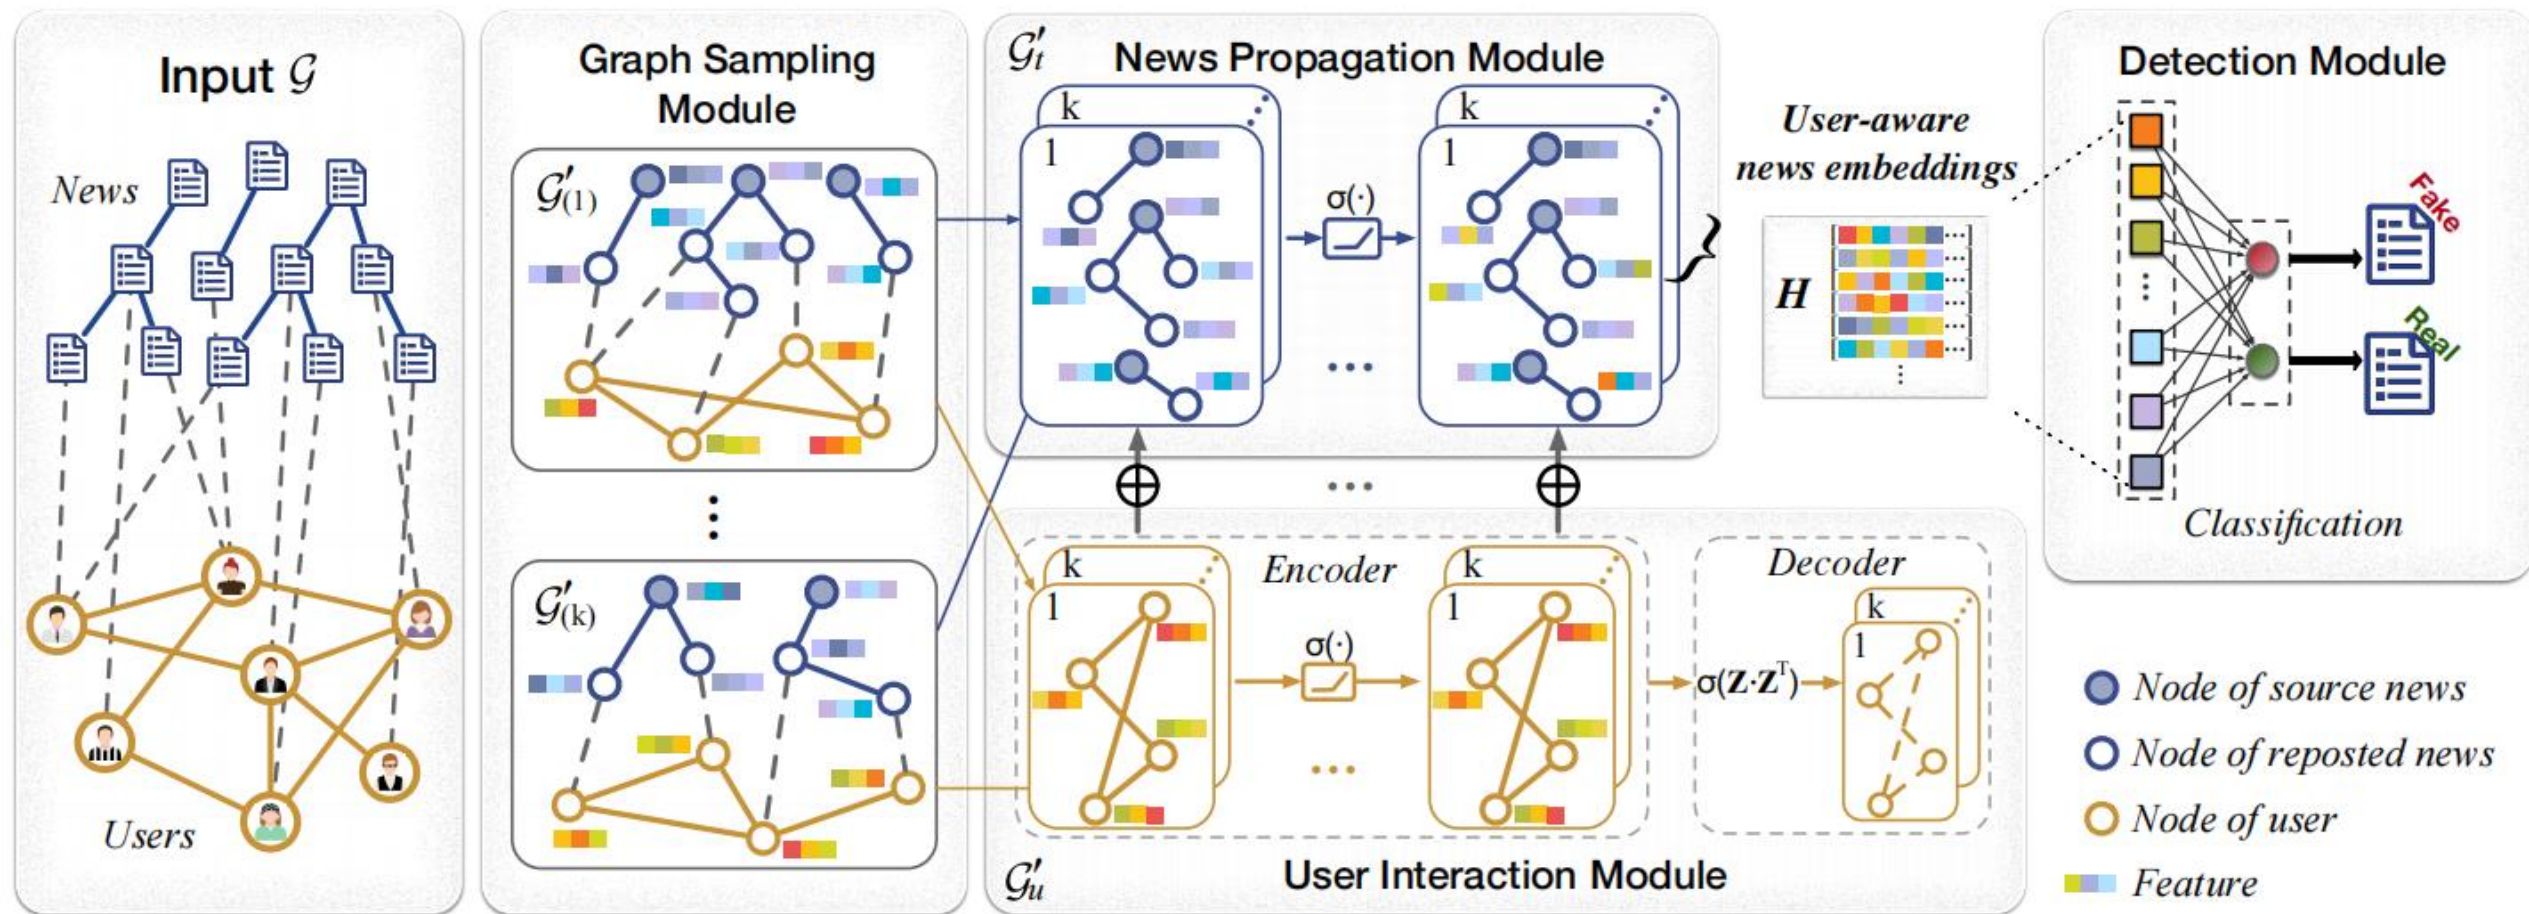 Input 𝒢
News
Users
Graph Sampling
Module
𝒢′(1)
𝒢′(k)
𝒢′t
News Propagation Module
k
1
σ(·)
k
1
User-aware
news embeddings
H
Detection Module
Fake
Real
Classification
Encoder
k
1
σ(·)
k
1
Decoder
σ(Z·Zᵀ)
k
1
𝒢′u
User Interaction Module
Node of source news
Node of reposted news
Node of user
Feature